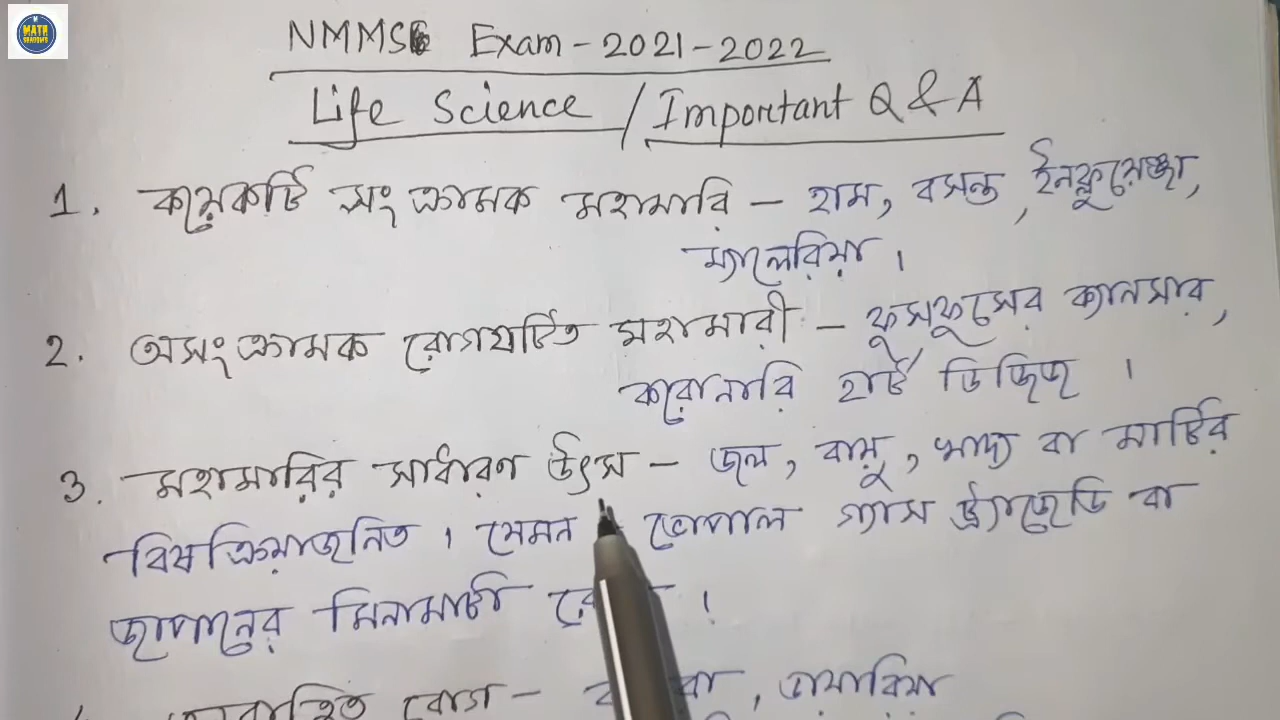 MATH
NMMSE Exam - 2021-2022
Life Science / Important Q & A
1. কয়েকটি সংক্রামক মহামারি - হাম, বসন্ত, ইনফ্লুয়েঞ্জা,
ম্যালেরিয়া।
2. অসংক্রামক রোগঘটিত মহামারী - ফুসফুসের ক্যানসার,
করোনারি হার্ট ডিজিজ।
3. মহামারির সাধারণ উৎস - জল, বায়ু, খাদ্য বা মাটির
বিষক্রিয়াজনিত। যেমন - ভোপাল গ্যাস ট্র্যাজেডি বা
জাপানের মিনামাটা ।
রোগ - , ডায়ারিয়া